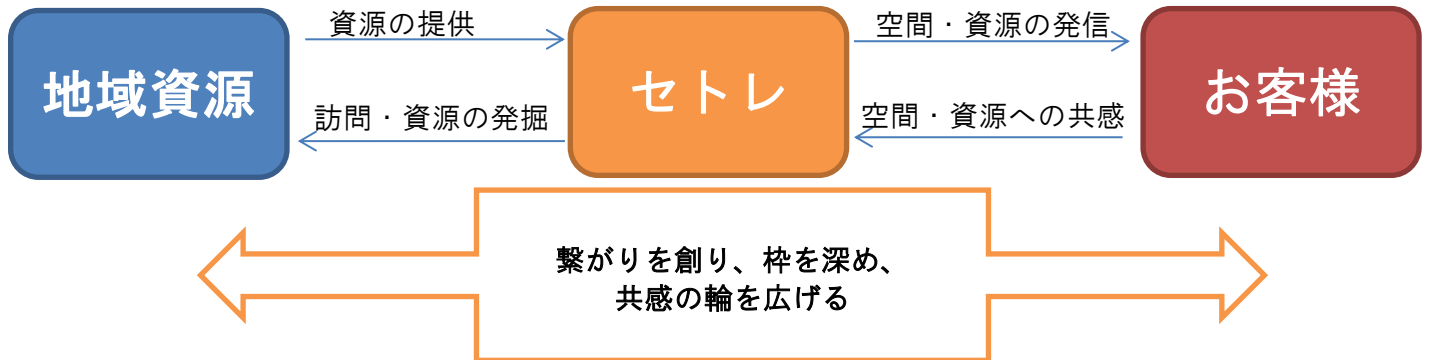 資源の提供
空間・資源の発信
地域資源
セトレ
お客様
訪問・資源の発掘
空間・資源への共感
繋がりを創り、枠を深め、
共感の輪を広げる